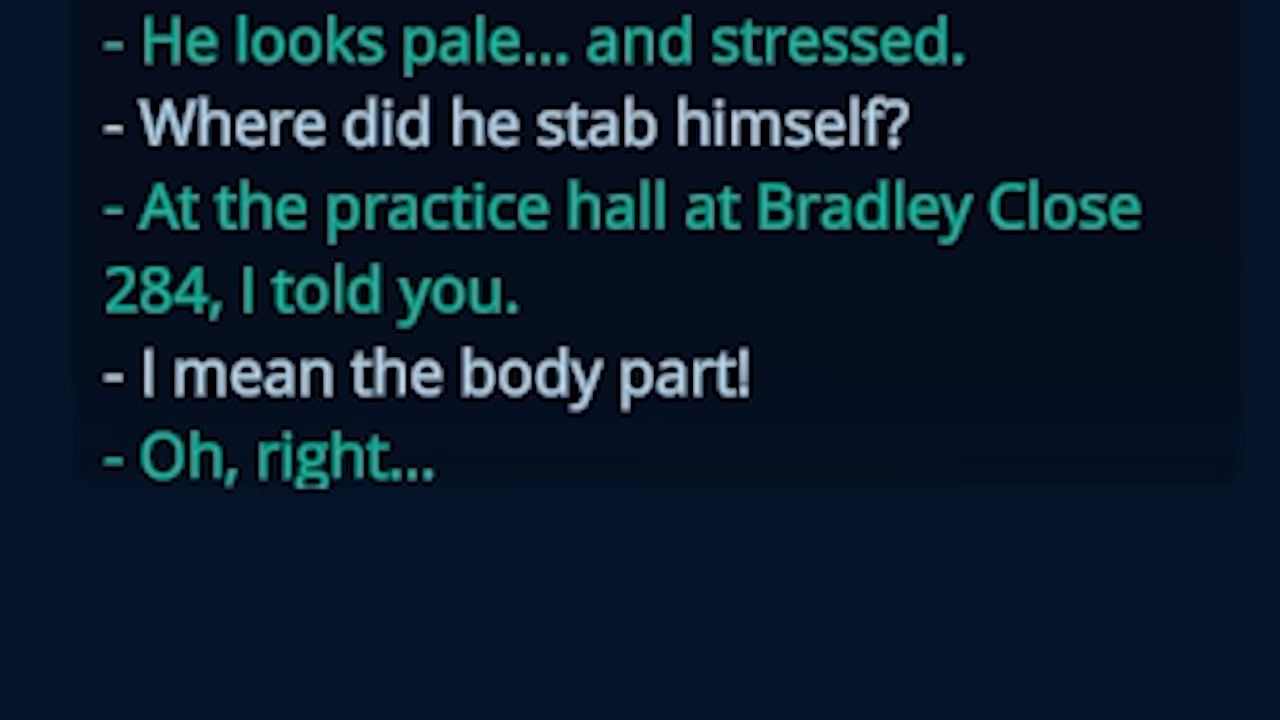 - He looks pale... and stressed.
- Where did he stab himself?
- At the practice hall at Bradley Close
284, I told you.
- I mean the body part!
- Oh, right...